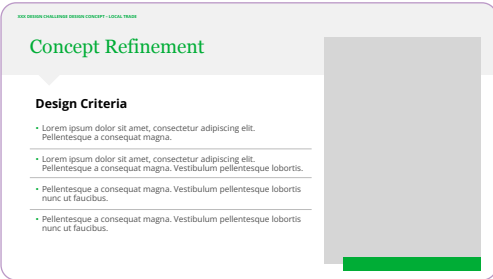 XXX DESIGN CHALLENGE DESIGN CONCEPT – LOCAL TRADE
Concept Refinement
Design Criteria
• Lorem ipsum dolor sit amet, consectetur adipiscing elit.
Pellentesque a consequat magna.
• Lorem ipsum dolor sit amet, consectetur adipiscing elit.
Pellentesque a consequat magna. Vestibulum pellentesque lobortis.
• Pellentesque a consequat magna. Vestibulum pellentesque lobortis
nunc ut faucibus.
• Pellentesque a consequat magna. Vestibulum pellentesque lobortis
nunc ut faucibus.